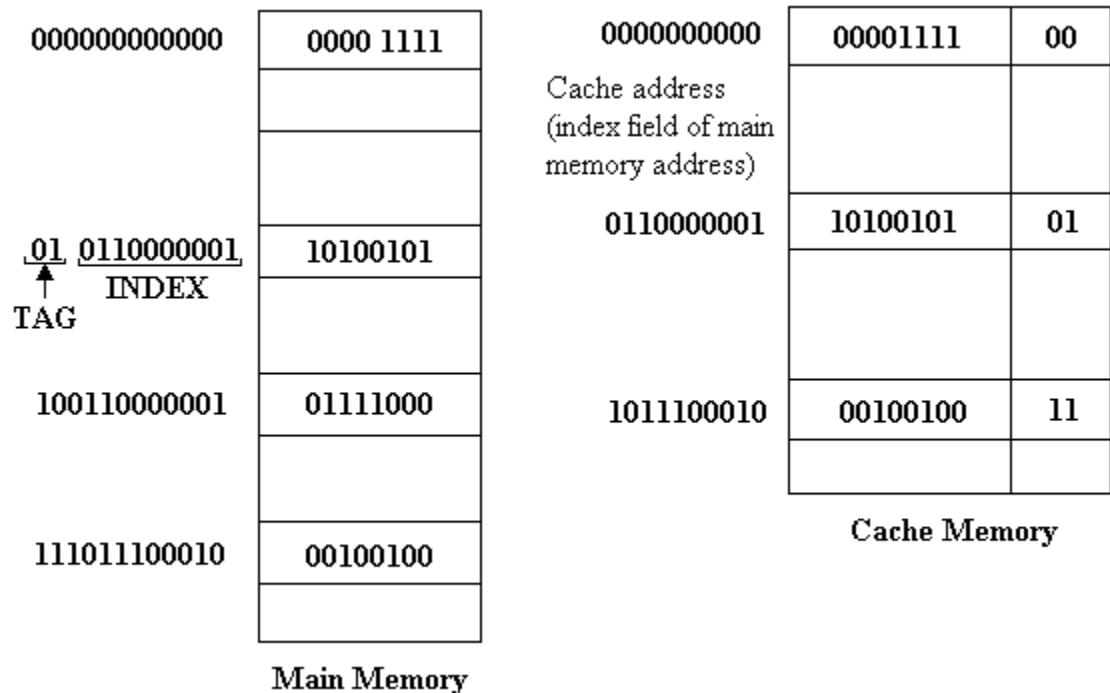 000000000000
0000 1111
01 0110000001
10100101
INDEX
TAG
100110000001
01111000
111011100010
00100100
Main Memory
0000000000
00001111
00
Cache address
(index field of main
memory address)
0110000001
10100101
01
1011100010
00100100
11
Cache Memory